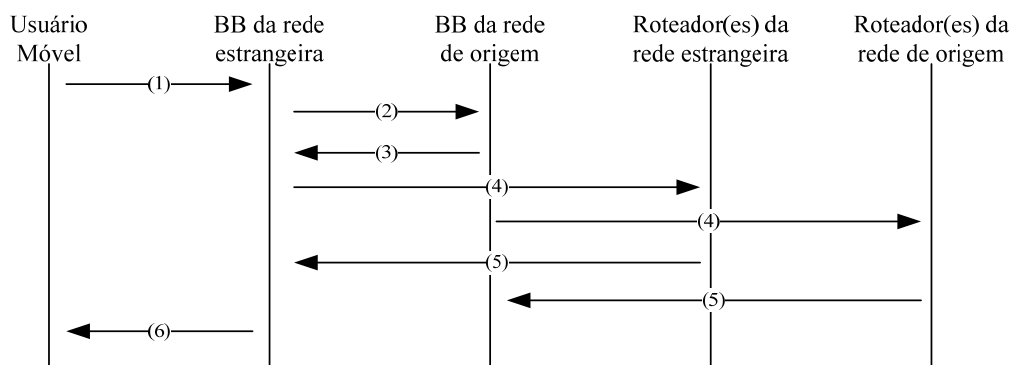 Usuário
Móvel
BB da rede
estrangeira
BB da rede
de origem
Roteador(es) da
rede estrangeira
Roteador(es) da
rede de origem
(1)
(2)
(3)
(4)
(4)
(5)
(5)
(6)